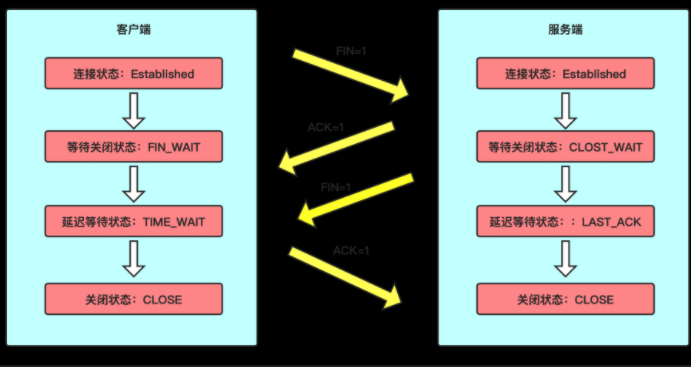 客户端
连接状态：Established
等待关闭状态：FIN_WAIT
延迟等待状态：TIME_WAIT
关闭状态：CLOSE
FIN=1
ACK=1
FIN=1
ACK=1
服务端
连接状态：Established
等待关闭状态：CLOST_WAIT
延迟等待状态：：LAST_ACK
关闭状态：CLOSE